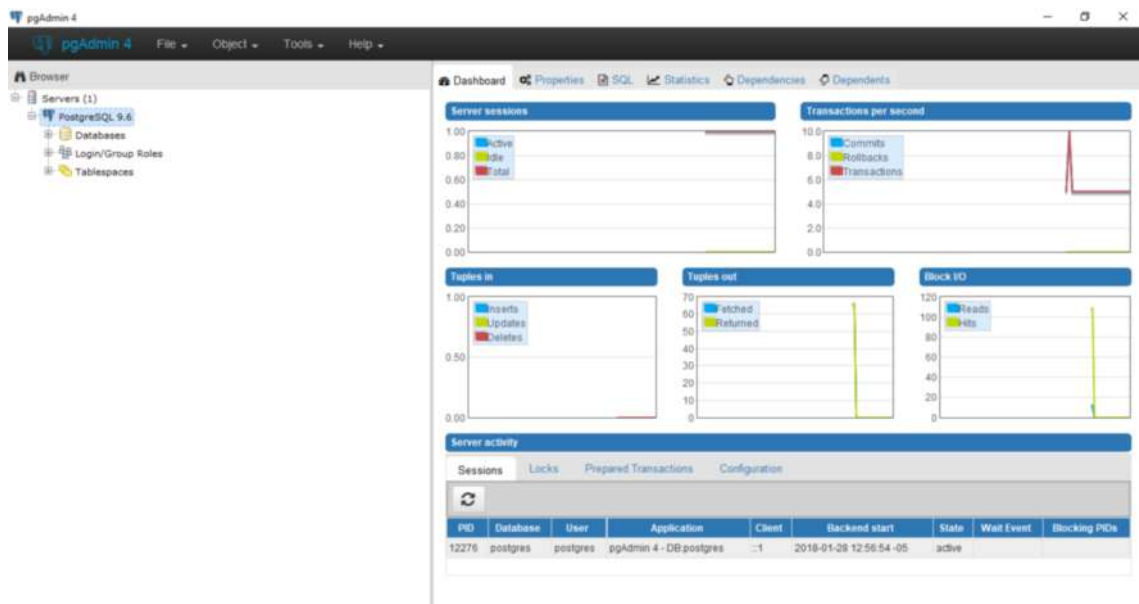 pgAdmin 4
pgAdmin 4 File Object Tools Help
Browser
Servers (1)
PostgreSQL 9.6
Databases
Login/Group Roles
Tablespaces
Dashboard Properties SQL Statistics Dependencies Dependents
Server sessions
1.00
0.80
0.60
0.40
0.20
0.00
Active
Idle
Total
Transactions per second
10.0
8.0
6.0
4.0
2.0
0.0
Commits
Rollbacks
Transactions
Tuples in
1.00
0.50
0.00
Inserts
Updates
Deletes
Tuples out
70
60
50
40
30
20
10
0
Fetched
Returned
Block I/O
120
100
80
60
40
20
0
Reads
Hits
Server activity
Sessions Locks Prepared Transactions Configuration
PID Database User Application Client Backend start State Wait Event Blocking PIDs
12276 postgres postgres pgAdmin 4 - DB:postgres ::1 2018-01-28 12:56:54 -05 active